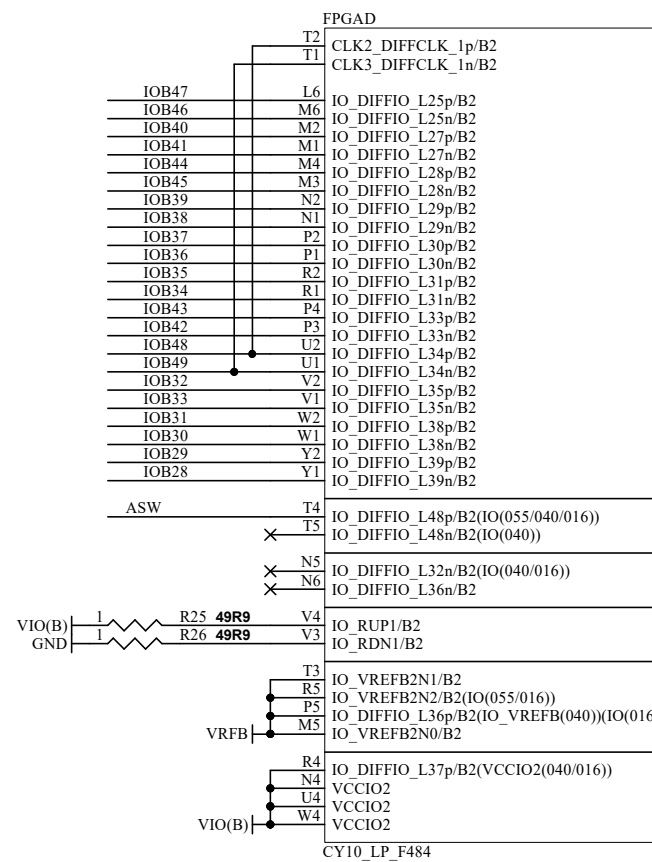 FPGAD
T2 CLK2_DIFFCLK_1p/B2
T1 CLK3_DIFFCLK_1n/B2
IOB47 L6 IO_DIFFIO_L25p/B2
IOB46 M6 IO_DIFFIO_L25n/B2
IOB40 M2 IO_DIFFIO_L27p/B2
IOB41 M1 IO_DIFFIO_L27n/B2
IOB44 M4 IO_DIFFIO_L28p/B2
IOB45 M3 IO_DIFFIO_L28n/B2
IOB39 N2 IO_DIFFIO_L29p/B2
IOB38 N1 IO_DIFFIO_L29n/B2
IOB37 P2 IO_DIFFIO_L30p/B2
IOB36 P1 IO_DIFFIO_L30n/B2
IOB35 R2 IO_DIFFIO_L31p/B2
IOB34 R1 IO_DIFFIO_L31n/B2
IOB43 P4 IO_DIFFIO_L33p/B2
IOB42 P3 IO_DIFFIO_L33n/B2
IOB48 U2 IO_DIFFIO_L34p/B2
IOB49 U1 IO_DIFFIO_L34n/B2
IOB32 V2 IO_DIFFIO_L35p/B2
IOB33 V1 IO_DIFFIO_L35n/B2
IOB31 W2 IO_DIFFIO_L38p/B2
IOB30 W1 IO_DIFFIO_L38n/B2
IOB29 Y2 IO_DIFFIO_L39p/B2
IOB28 Y1 IO_DIFFIO_L39n/B2
ASW T4 IO_DIFFIO_L48p/B2(IO(055/040/016))
T5 IO_DIFFIO_L48n/B2(IO(040))
N5 IO_DIFFIO_L32n/B2(IO(040/016))
N6 IO_DIFFIO_L36n/B2
VIO(B) 1 R25 49R9 V4 IO_RUP1/B2
GND 1 R26 49R9 V3 IO_RDN1/B2
T3 IO_VREFB2N1/B2
R5 IO_VREFB2N2/B2(IO(055/016))
P5 IO_DIFFIO_L36p/B2(IO_VREFB(040))(IO(016
VRFB M5 IO_VREFB2N0/B2
R4 IO_DIFFIO_L37p/B2(VCCIO2(040/016))
N4 VCCIO2
U4 VCCIO2
VIO(B) W4 VCCIO2
CY10_LP_F484